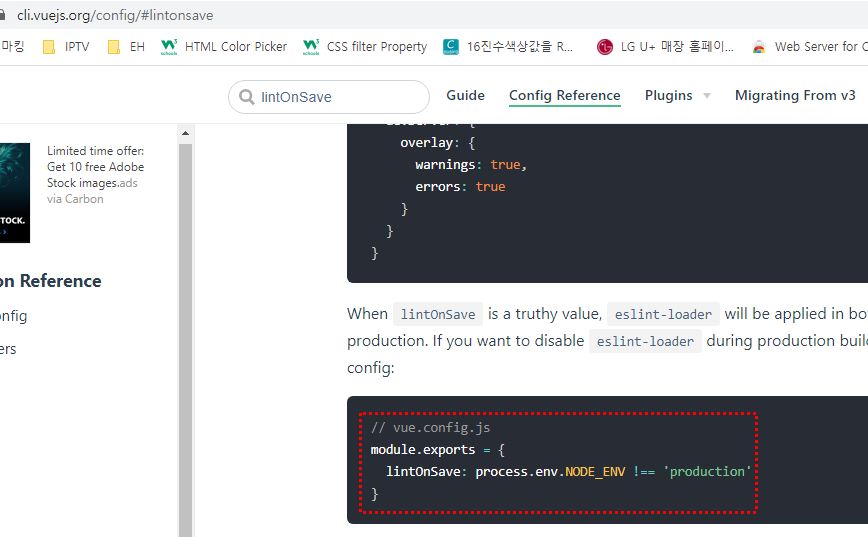 cli.vuejs.org/config/#lintonsave
마킹 IPTV EH HTML Color Picker CSS filter Property 16진수색상값을 R... LG U+ 매장 홈페이... Web Server for C
lintOnSave Guide Config Reference Plugins Migrating From v3
Limited time offer:
Get 10 free Adobe
Stock images.ads
via Carbon
TOCK.
on Reference
onfig
ers
overlay: {
warnings: true,
errors: true
}
}
}
When lintOnSave is a truthy value, eslint-loader will be applied in bo
production. If you want to disable eslint-loader during production buil
config:
// vue.config.js
module.exports = {
lintOnSave: process.env.NODE_ENV !== 'production'
}